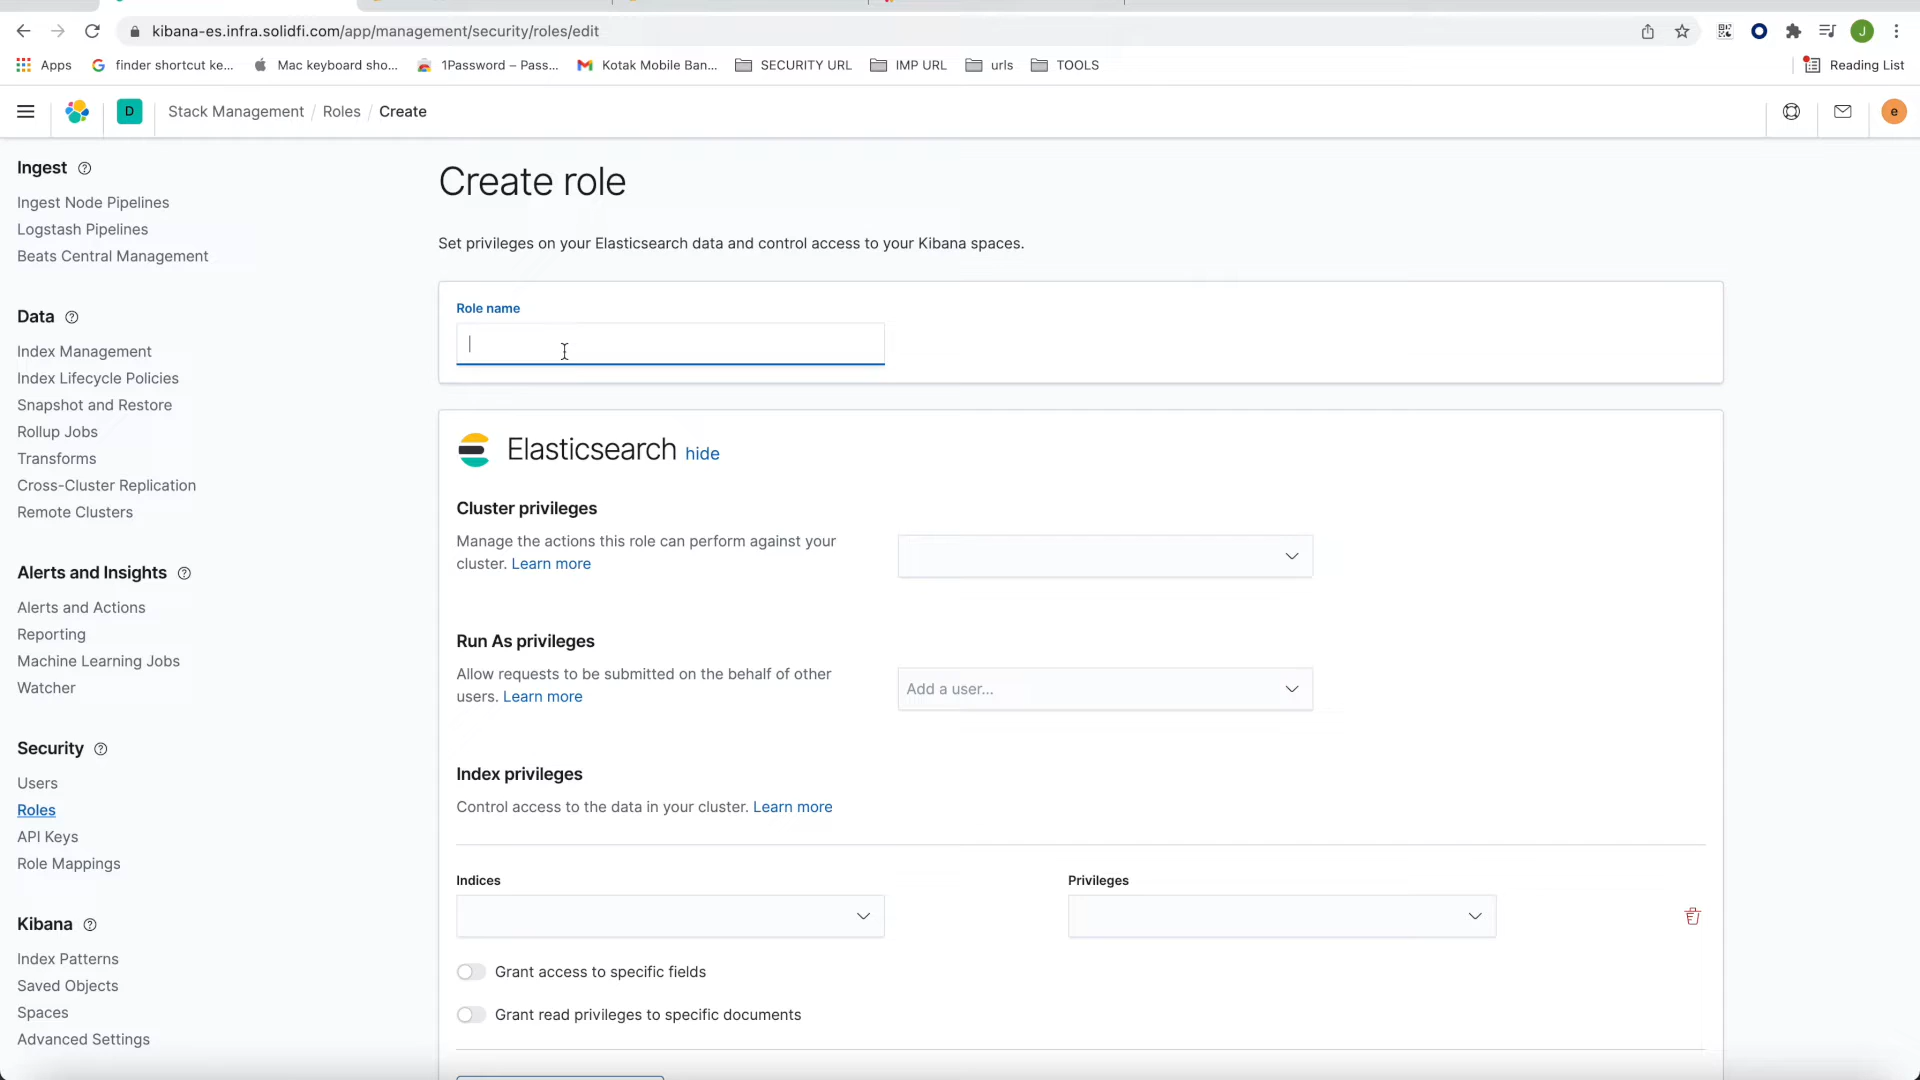 kibana-es.infra.solidfi.com/app/management/security/roles/edit
J
Apps
finder shortcut ke...
Mac keyboard sho...
1Password – Pass...
Kotak Mobile Ban...
SECURITY URL
IMP URL
urls
TOOLS
Reading List
D
Stack Management / Roles / Create
e
Ingest
Ingest Node Pipelines
Logstash Pipelines
Beats Central Management
Data
Index Management
Index Lifecycle Policies
Snapshot and Restore
Rollup Jobs
Transforms
Cross-Cluster Replication
Remote Clusters
Alerts and Insights
Alerts and Actions
Reporting
Machine Learning Jobs
Watcher
Security
Users
Roles
API Keys
Role Mappings
Kibana
Index Patterns
Saved Objects
Spaces
Advanced Settings
Create role
Set privileges on your Elasticsearch data and control access to your Kibana spaces.
Role name
Elasticsearch hide
Cluster privileges
Manage the actions this role can perform against your
cluster. Learn more
Run As privileges
Allow requests to be submitted on the behalf of other
users. Learn more
Add a user...
Index privileges
Control access to the data in your cluster. Learn more
Indices
Privileges
Grant access to specific fields
Grant read privileges to specific documents